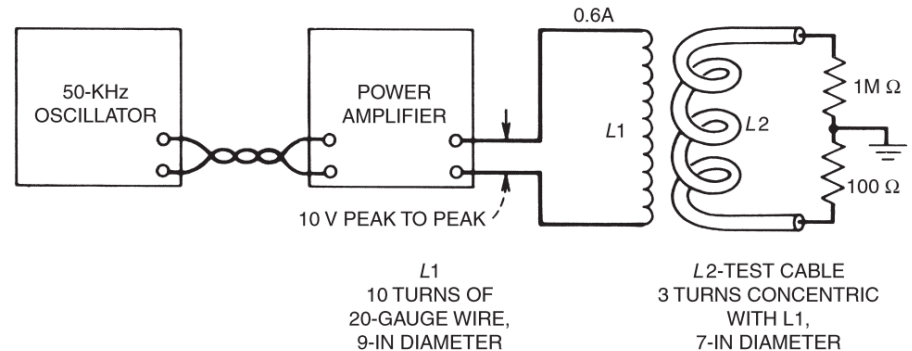 0.6A
50-KHz
OSCILLATOR
POWER
AMPLIFIER
L1
L2
1M Ω
100 Ω
10 V PEAK TO PEAK
L1
10 TURNS OF
20-GAUGE WIRE,
9-IN DIAMETER
L2-TEST CABLE
3 TURNS CONCENTRIC
WITH L1,
7-IN DIAMETER